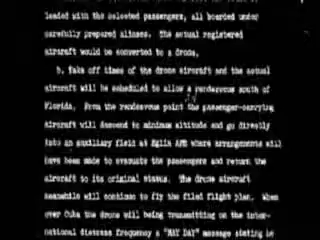 loaded with the selected passengers, all boarded under
carefully prepared aliases. The actual registered
aircraft would be converted to a drone.
b. Take off times of the drone aircraft and the actual
aircraft will be scheduled to allow a rendezvous south of
Florida. From the rendezvous point the passenger-carrying
aircraft will descend to minimum altitude and go directly
into an auxiliary field at Eglin AFB where arrangements will
have been made to evacuate the passengers and return the
aircraft to its original status. The drone aircraft
meanwhile will continue to fly the filed flight plan. When
over Cuba the drone will being transmitting on the inter-
national distress frequency a "MAY DAY" message stating he